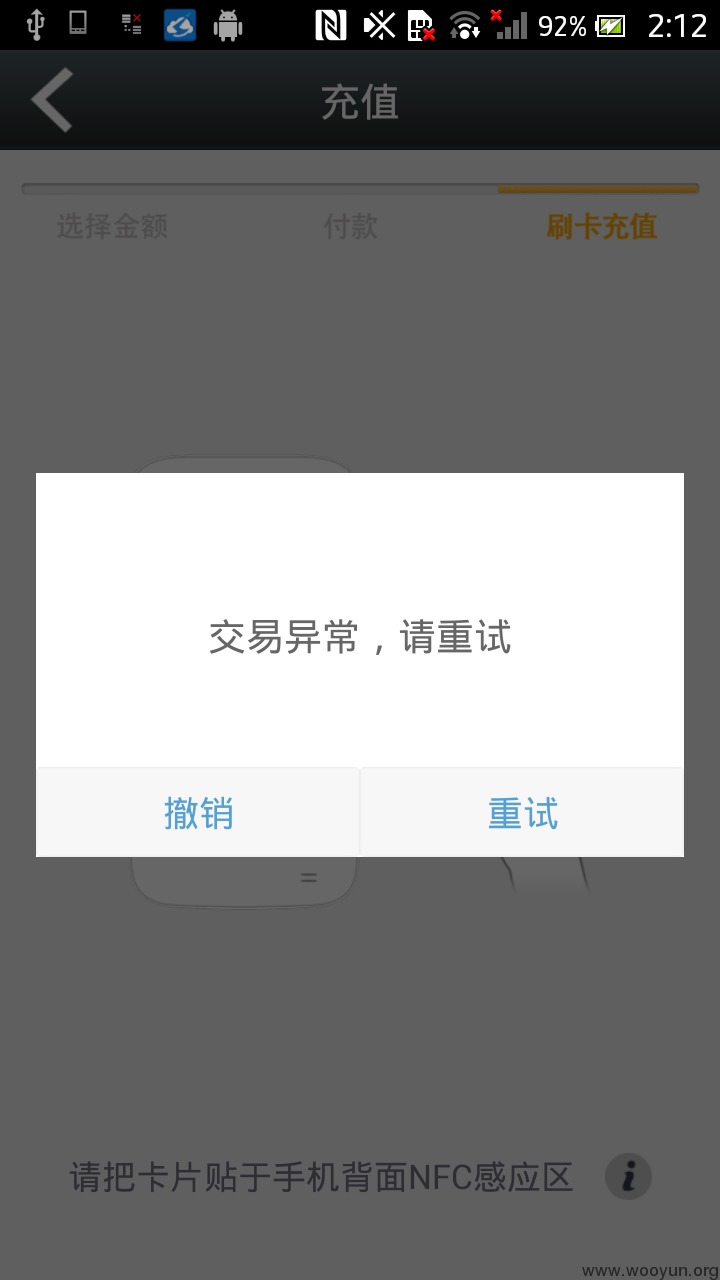 92% 2:12
充值
选择金额 付款 刷卡充值
交易异常，请重试
撤销 重试
请把卡片贴于手机背面NFC感应区
www.wooyun.org